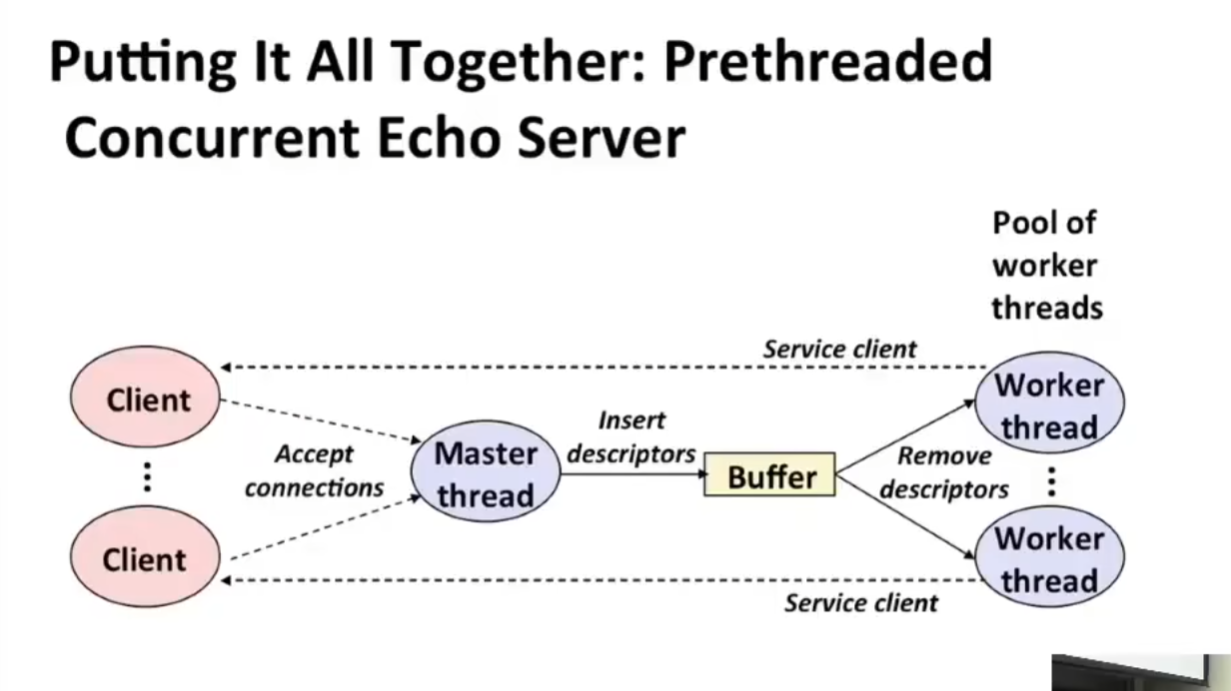 Putting It All Together: Prethreaded
Concurrent Echo Server
Pool of
worker
threads
Service client
Client
Worker
thread
Insert
descriptors
Accept
connections
Master
thread
Buffer
Remove
descriptors
Client
Worker
thread
Service client